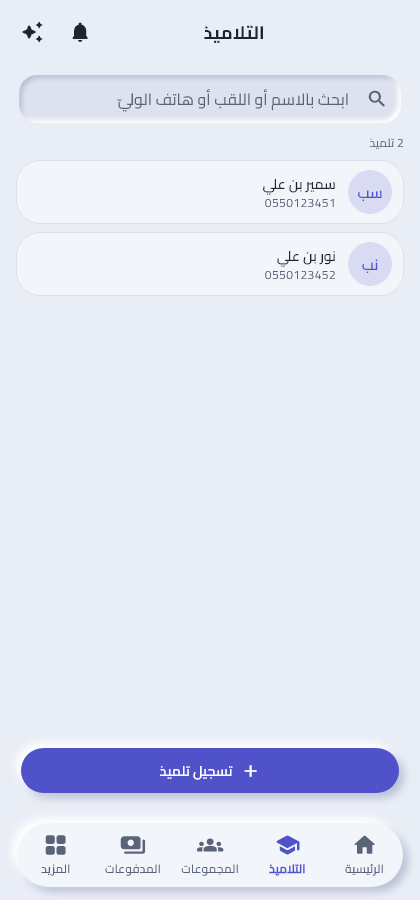 التلاميذ
ابحث بالاسم أو اللقب أو هاتف الوليّ
2 تلميذ
سب
سمير بن علي
0550123451
نب
نور بن علي
0550123452
تسجيل تلميذ
الرئيسية
التلاميذ
المجموعات
المدفوعات
المزيد